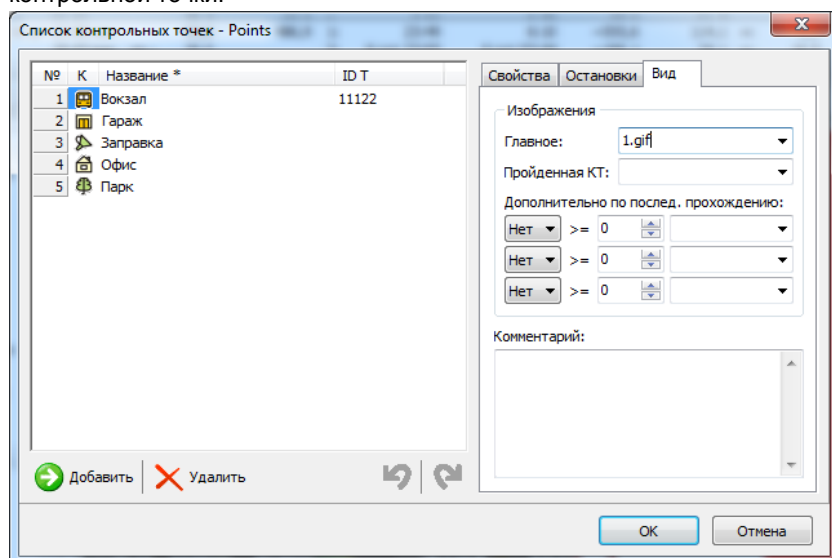 контрольной точки.
Список контрольных точек - Points
№ К Название * ID T
1 Вокзал 11122
2 Гараж
3 Заправка
4 Офис
5 Парк
Добавить Удалить
Свойства Остановки Вид
Изображения
Главное: 1.gif
Пройденная КТ:
Дополнительно по послед. прохождению:
Нет >= 0
Нет >= 0
Нет >= 0
Комментарий:
OK Отмена